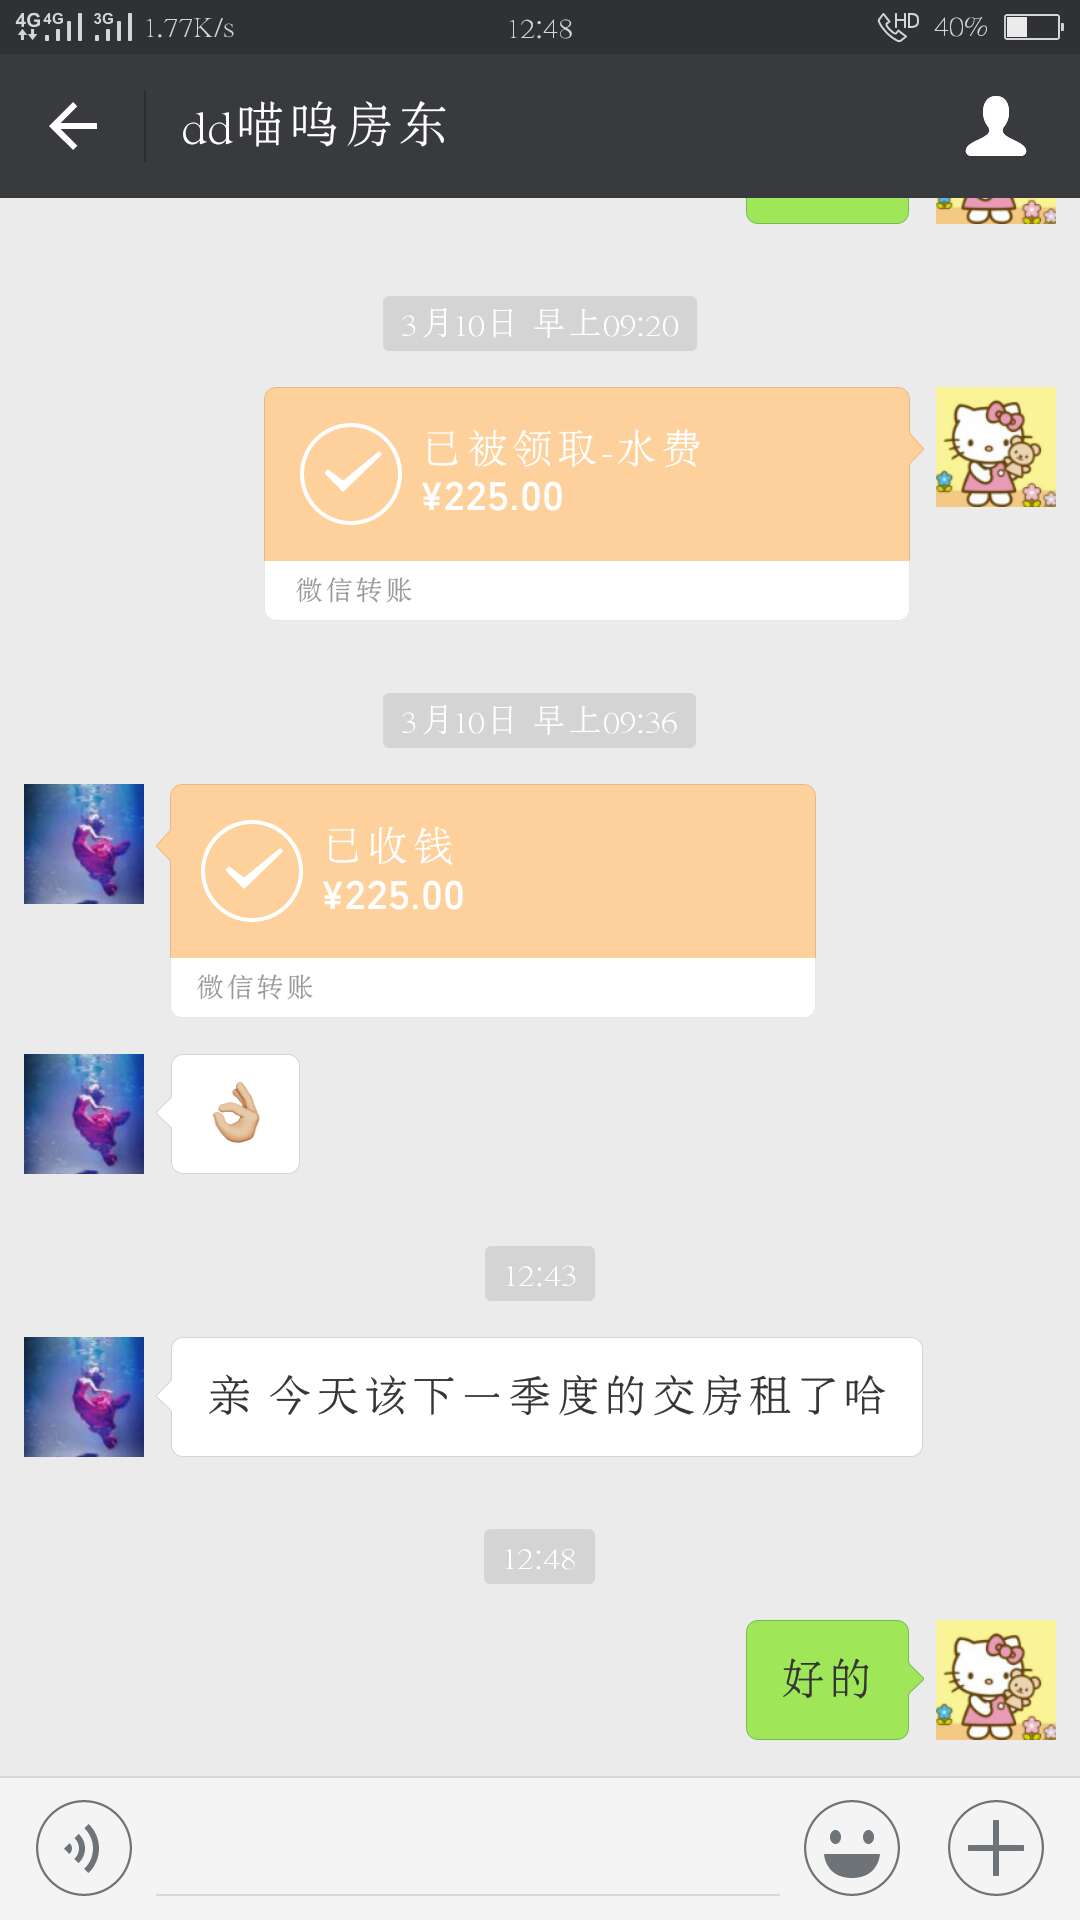 4G 4G 3G 1.77K/s 12:48 HD 40%
dd喵呜房东
3月10日 早上09:20
已被领取-水费
¥225.00
微信转账
3月10日 早上09:36
已收钱
¥225.00
微信转账
12:43
亲 今天该下一季度的交房租了哈
12:48
好的